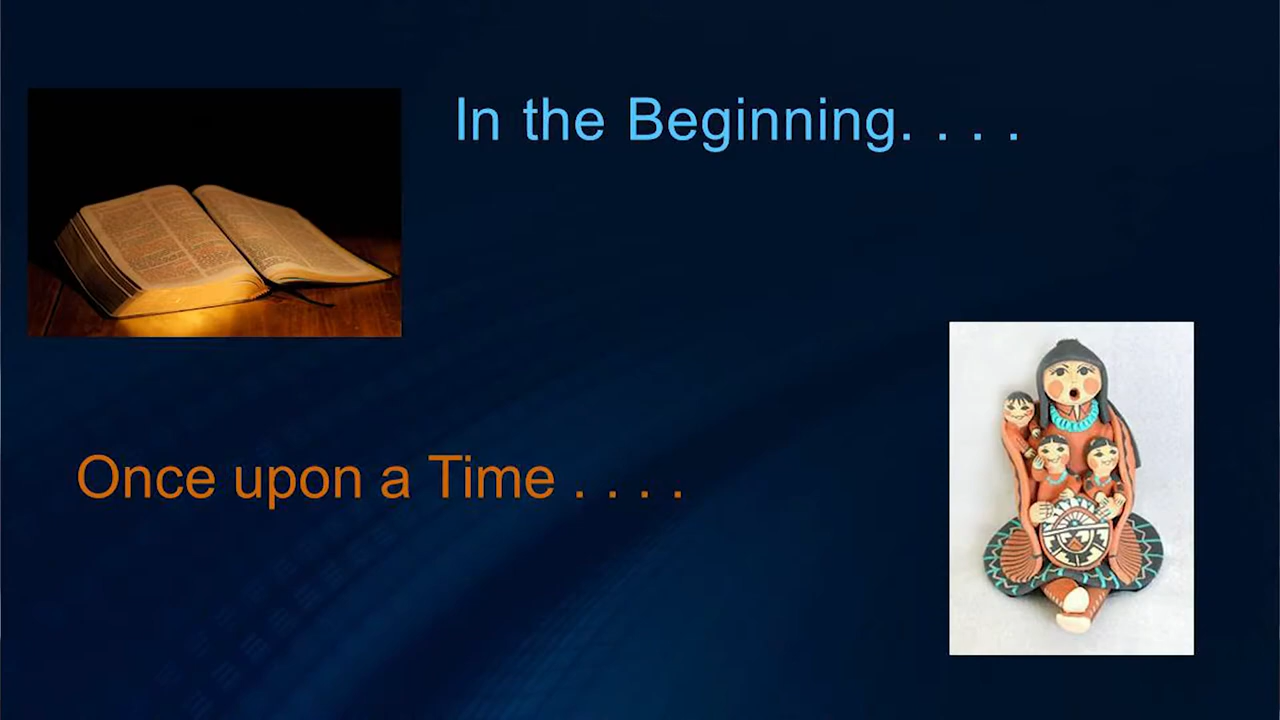 In the Beginning. . . .
Once upon a Time . . . .